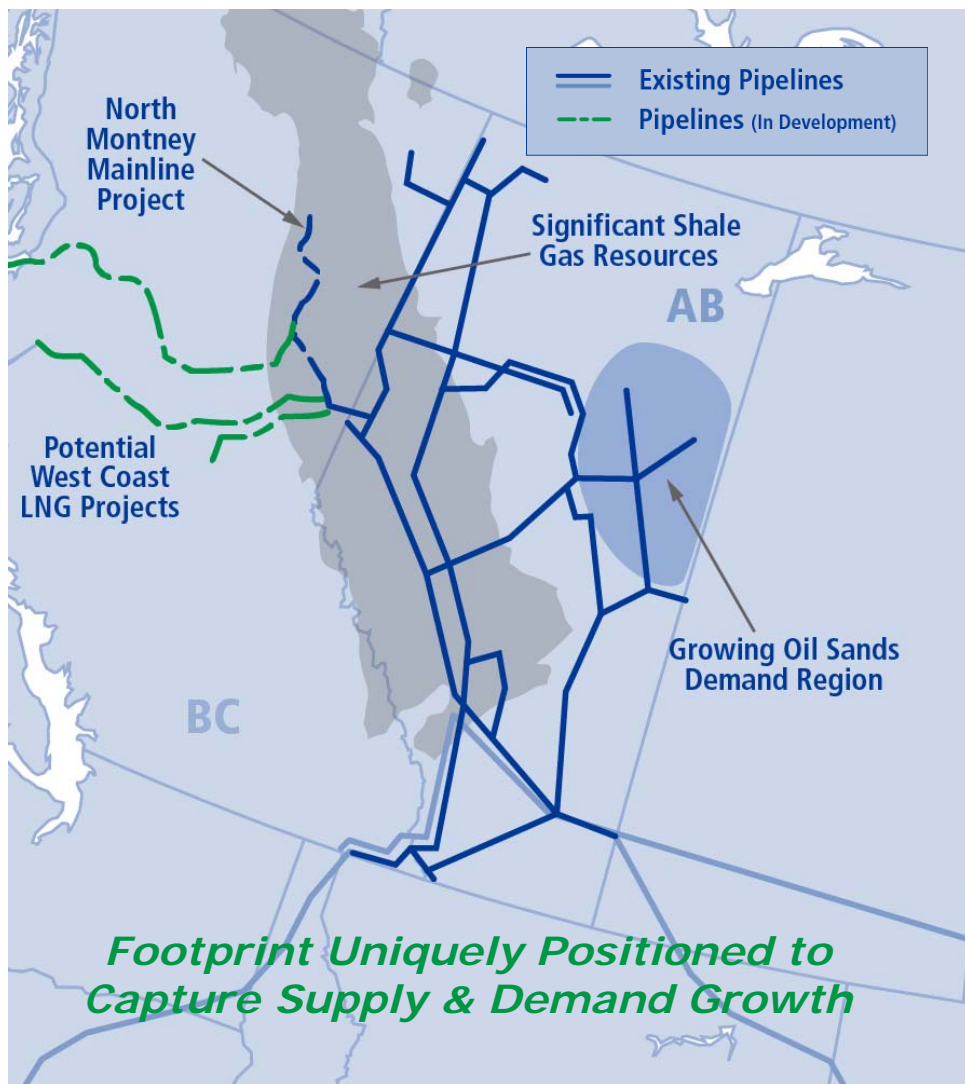 Existing Pipelines
Pipelines (In Development)
North
Montney
Mainline
Project
Significant Shale
Gas Resources
AB
Potential
West Coast
LNG Projects
Growing Oil Sands
Demand Region
BC
Footprint Uniquely Positioned to
Capture Supply & Demand Growth